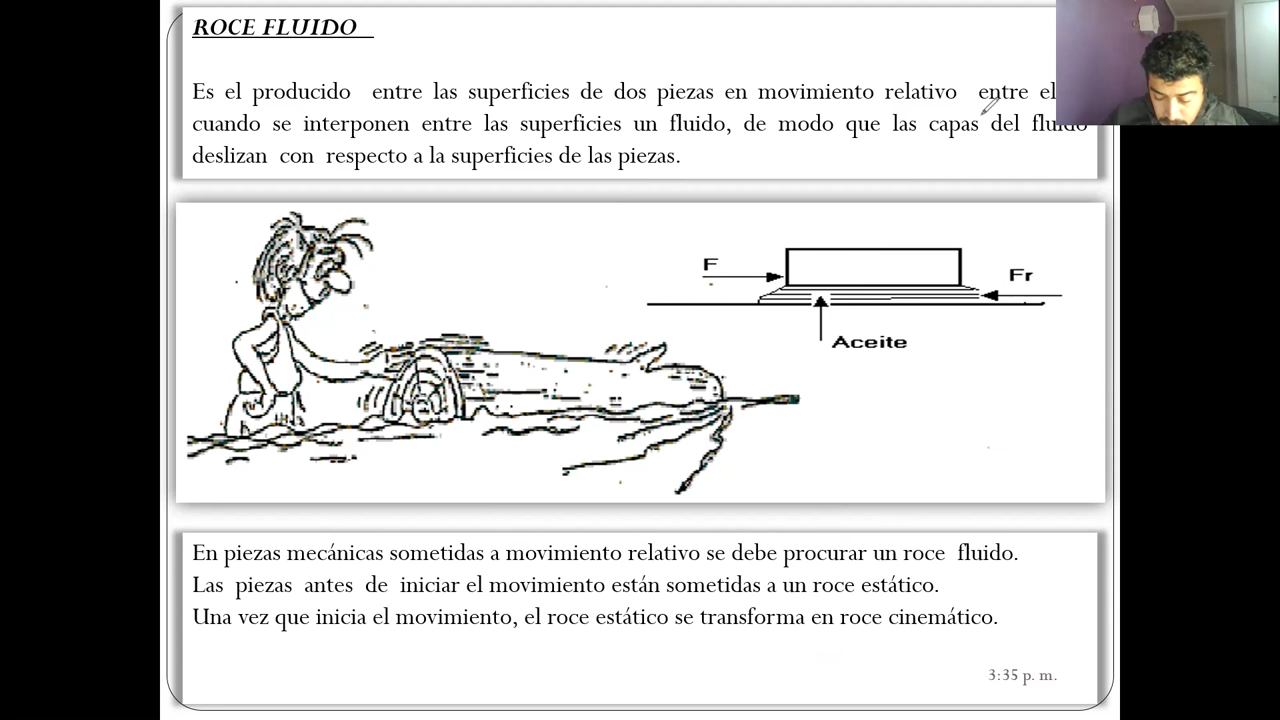 ROCE FLUIDO
Es el producido entre las superficies de dos piezas en movimiento relativo entre
cuando se interponen entre las superficies un fluido, de modo que las capas del fluido
deslizan con respecto a la superficies de las piezas.
F
Fr
Aceite
En piezas mecánicas sometidas a movimiento relativo se debe procurar un roce fluido.
Las piezas antes de iniciar el movimiento están sometidas a un roce estático.
Una vez que inicia el movimiento, el roce estático se transforma en roce cinemático.
3:35 p. m.